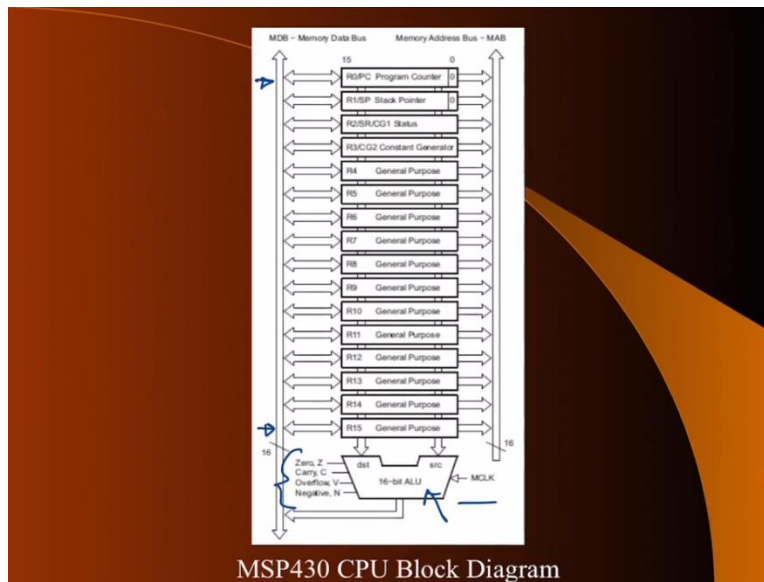 MDB – Memory Data Bus Memory Address Bus – MAB
15 0
R0/PC Program Counter 0
R1/SP Stack Pointer 0
R2/SR/CG1 Status
R3/CG2 Constant Generator
R4 General Purpose
R5 General Purpose
R6 General Purpose
R7 General Purpose
R8 General Purpose
R9 General Purpose
R10 General Purpose
R11 General Purpose
R12 General Purpose
R13 General Purpose
R14 General Purpose
R15 General Purpose
16 16
Zero, Z dst src
Carry, C
Overflow, V 16-bit ALU MCLK
Negative, N
MSP430 CPU Block Diagram